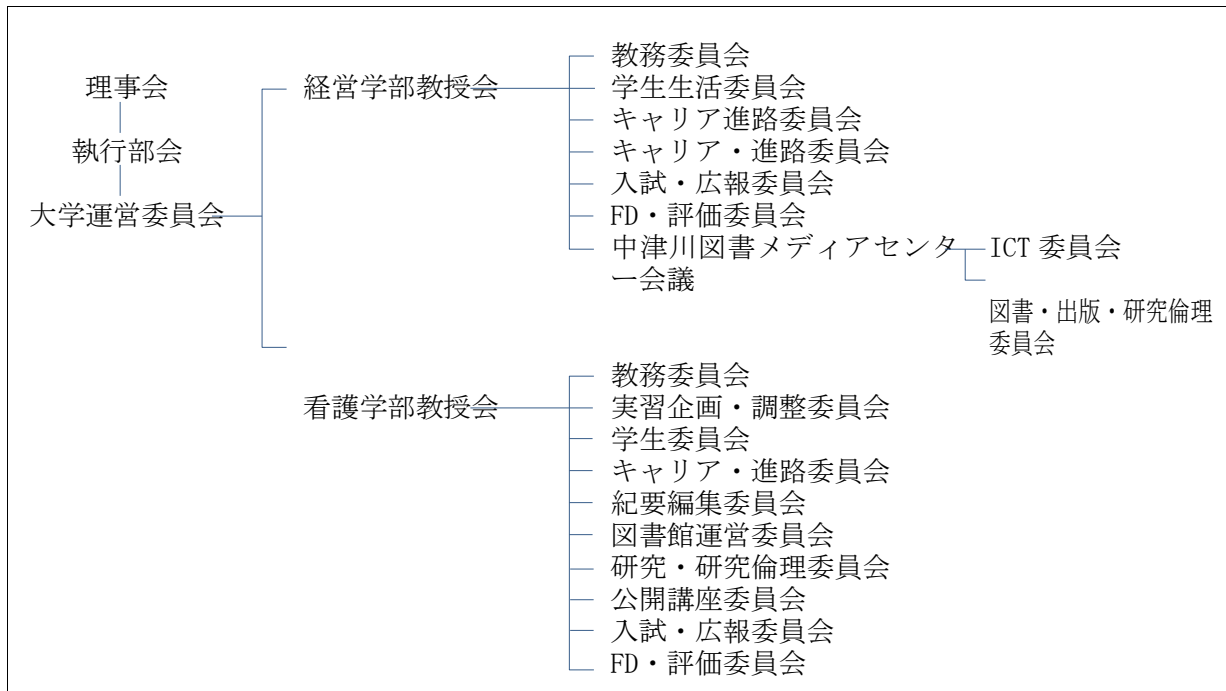 理事会
執行部会
大学運営委員会
経営学部教授会
教務委員会
学生生活委員会
キャリア進路委員会
キャリア・進路委員会
入試・広報委員会
FD・評価委員会
中津川図書メディアセンタ
ー会議
ICT 委員会
図書・出版・研究倫理
委員会
看護学部教授会
教務委員会
実習企画・調整委員会
学生委員会
キャリア・進路委員会
紀要編集委員会
図書館運営委員会
研究・研究倫理委員会
公開講座委員会
入試・広報委員会
FD・評価委員会